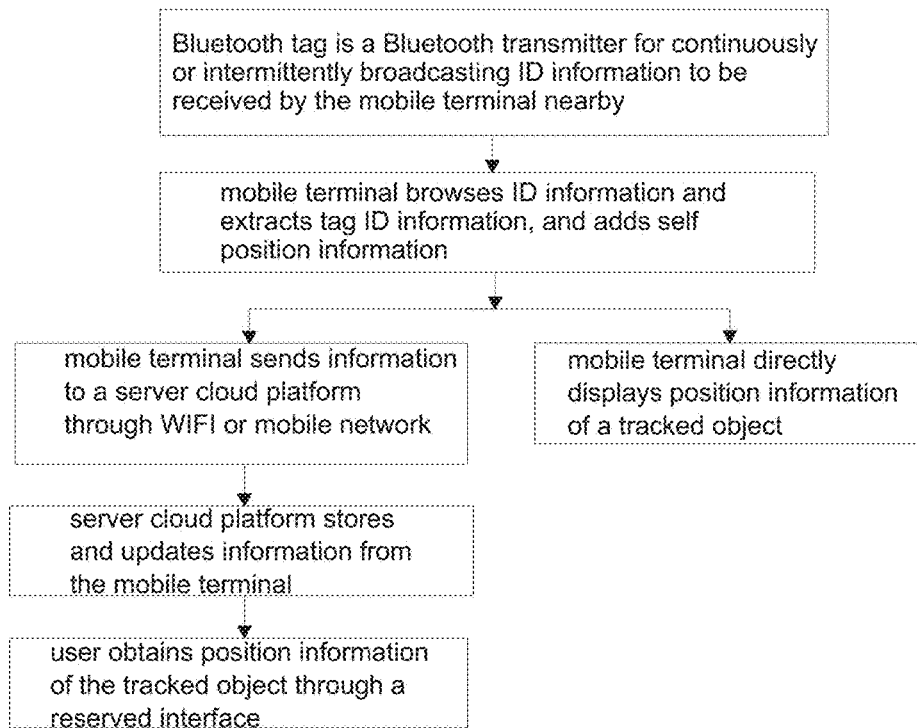 Bluetooth tag is a Bluetooth transmitter for continuously
or intermittently broadcasting ID information to be
received by the mobile terminal nearby
mobile terminal browses ID information and
extracts tag ID information, and adds self
position information
mobile terminal sends information
to a server cloud platform
through WIFI or mobile network
mobile terminal directly
displays position information
of a tracked object
server cloud platform stores
and updates information from
the mobile terminal
user obtains position information
of the tracked object through a
reserved interface